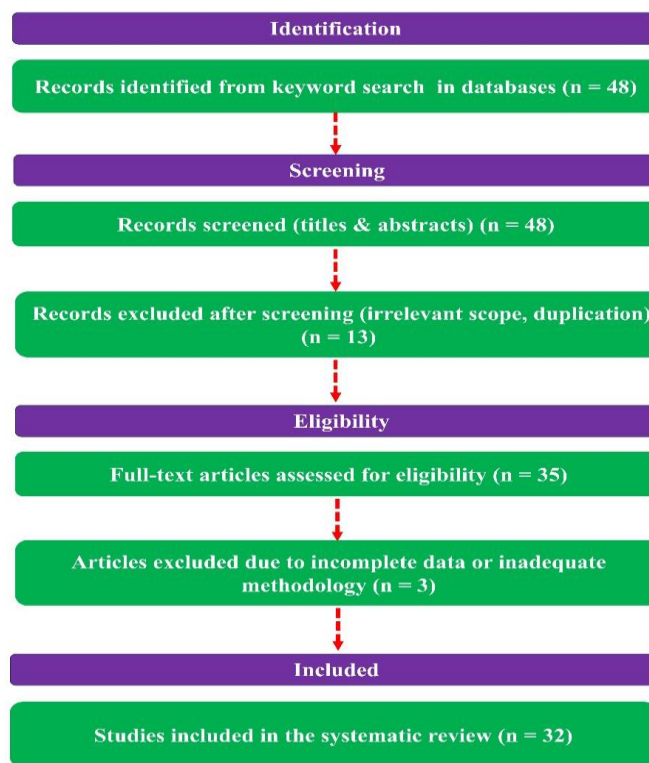 Identification
Records identified from keyword search in databases (n = 48)
Screening
Records screened (titles & abstracts) (n = 48)
Records excluded after screening (irrelevant scope, duplication)
(n = 13)
Eligibility
Full-text articles assessed for eligibility (n = 35)
Articles excluded due to incomplete data or inadequate
methodology (n = 3)
Included
Studies included in the systematic review (n = 32)